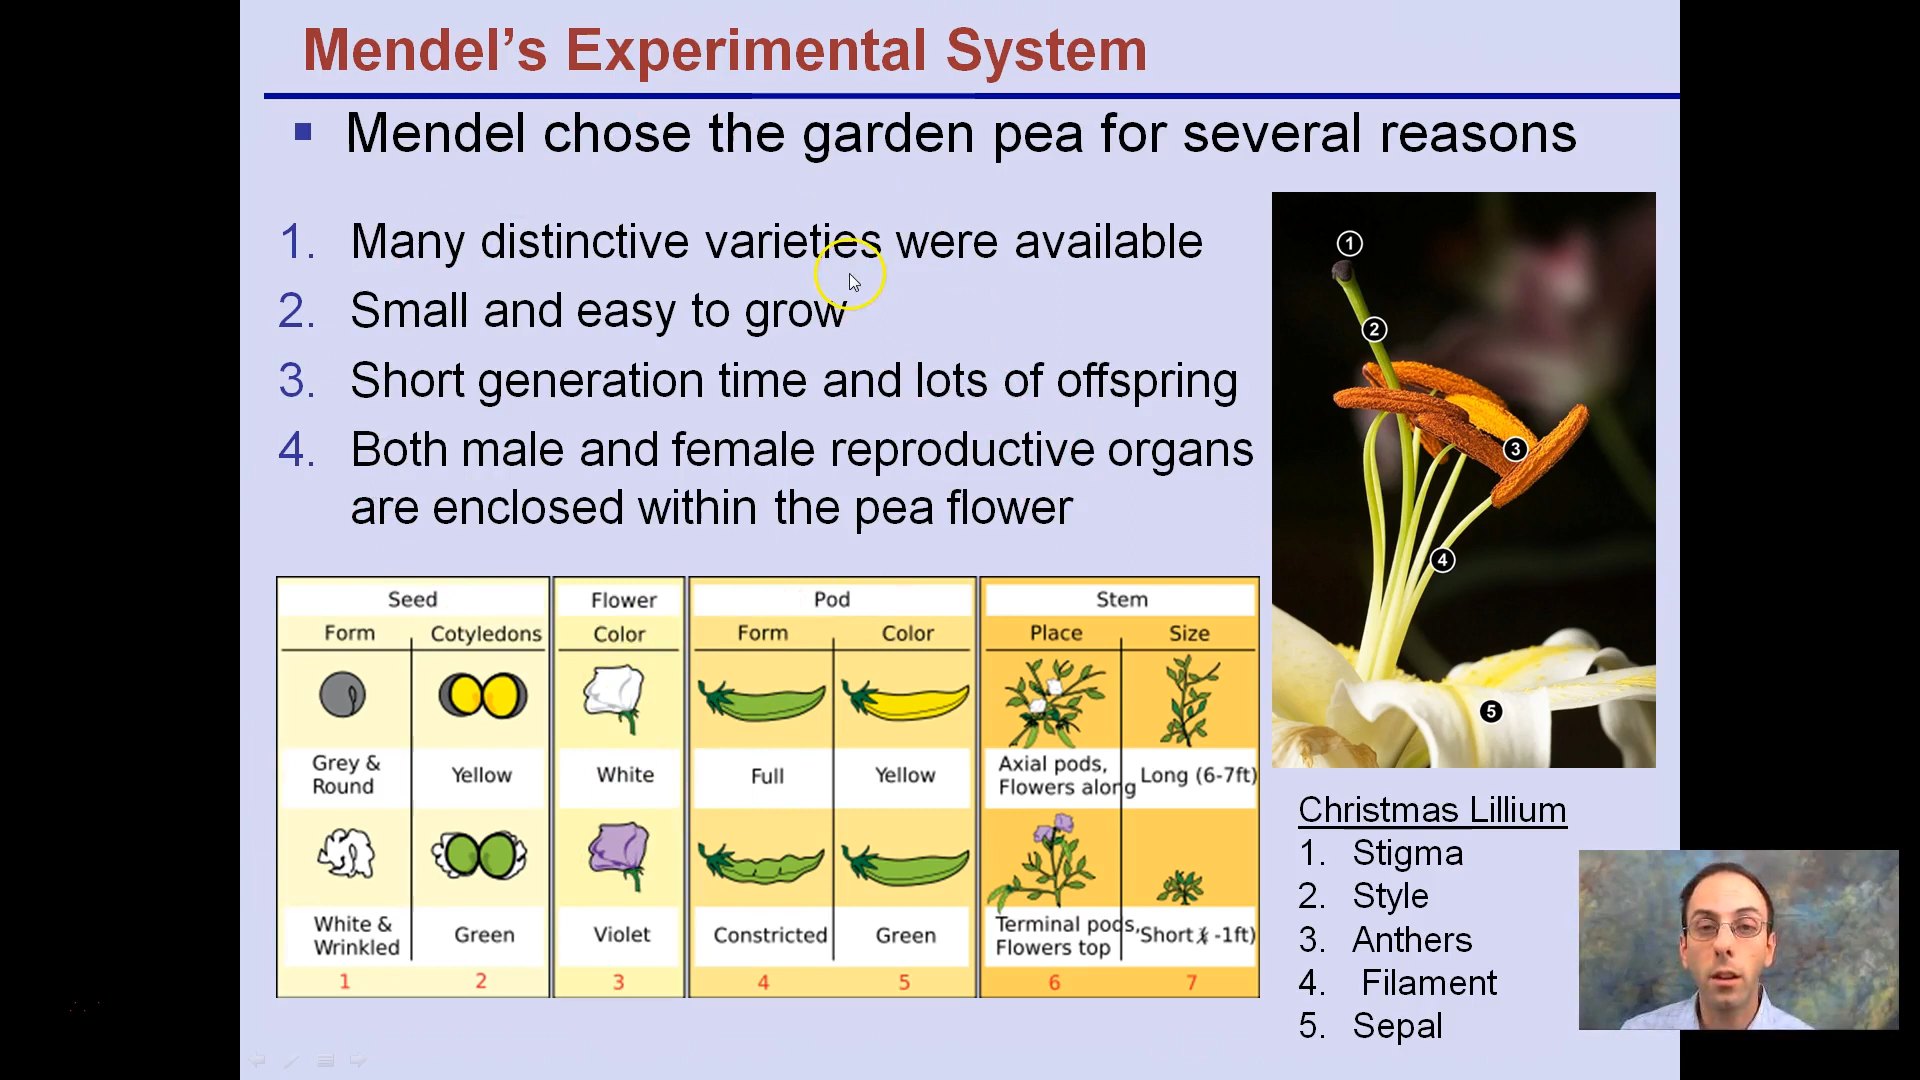 Mendel’s Experimental System
▪ Mendel chose the garden pea for several reasons
1. Many distinctive varieties were available
2. Small and easy to grow
3. Short generation time and lots of offspring
4. Both male and female reproductive organs
are enclosed within the pea flower
1
2
3
4
5
Seed Flower Pod Stem
Form Cotyledons Color Form Color Place Size
Grey &
Round
Yellow
White
Full
Yellow
Axial pods,
Flowers along
Long (6-7ft)
White &
Wrinkled
Green
Violet
Constricted
Green
Terminal pods,
Flowers top
Short -1ft)
1 2 3 4 5 6 7
Christmas Lillium
1. Stigma
2. Style
3. Anthers
4. Filament
5. Sepal